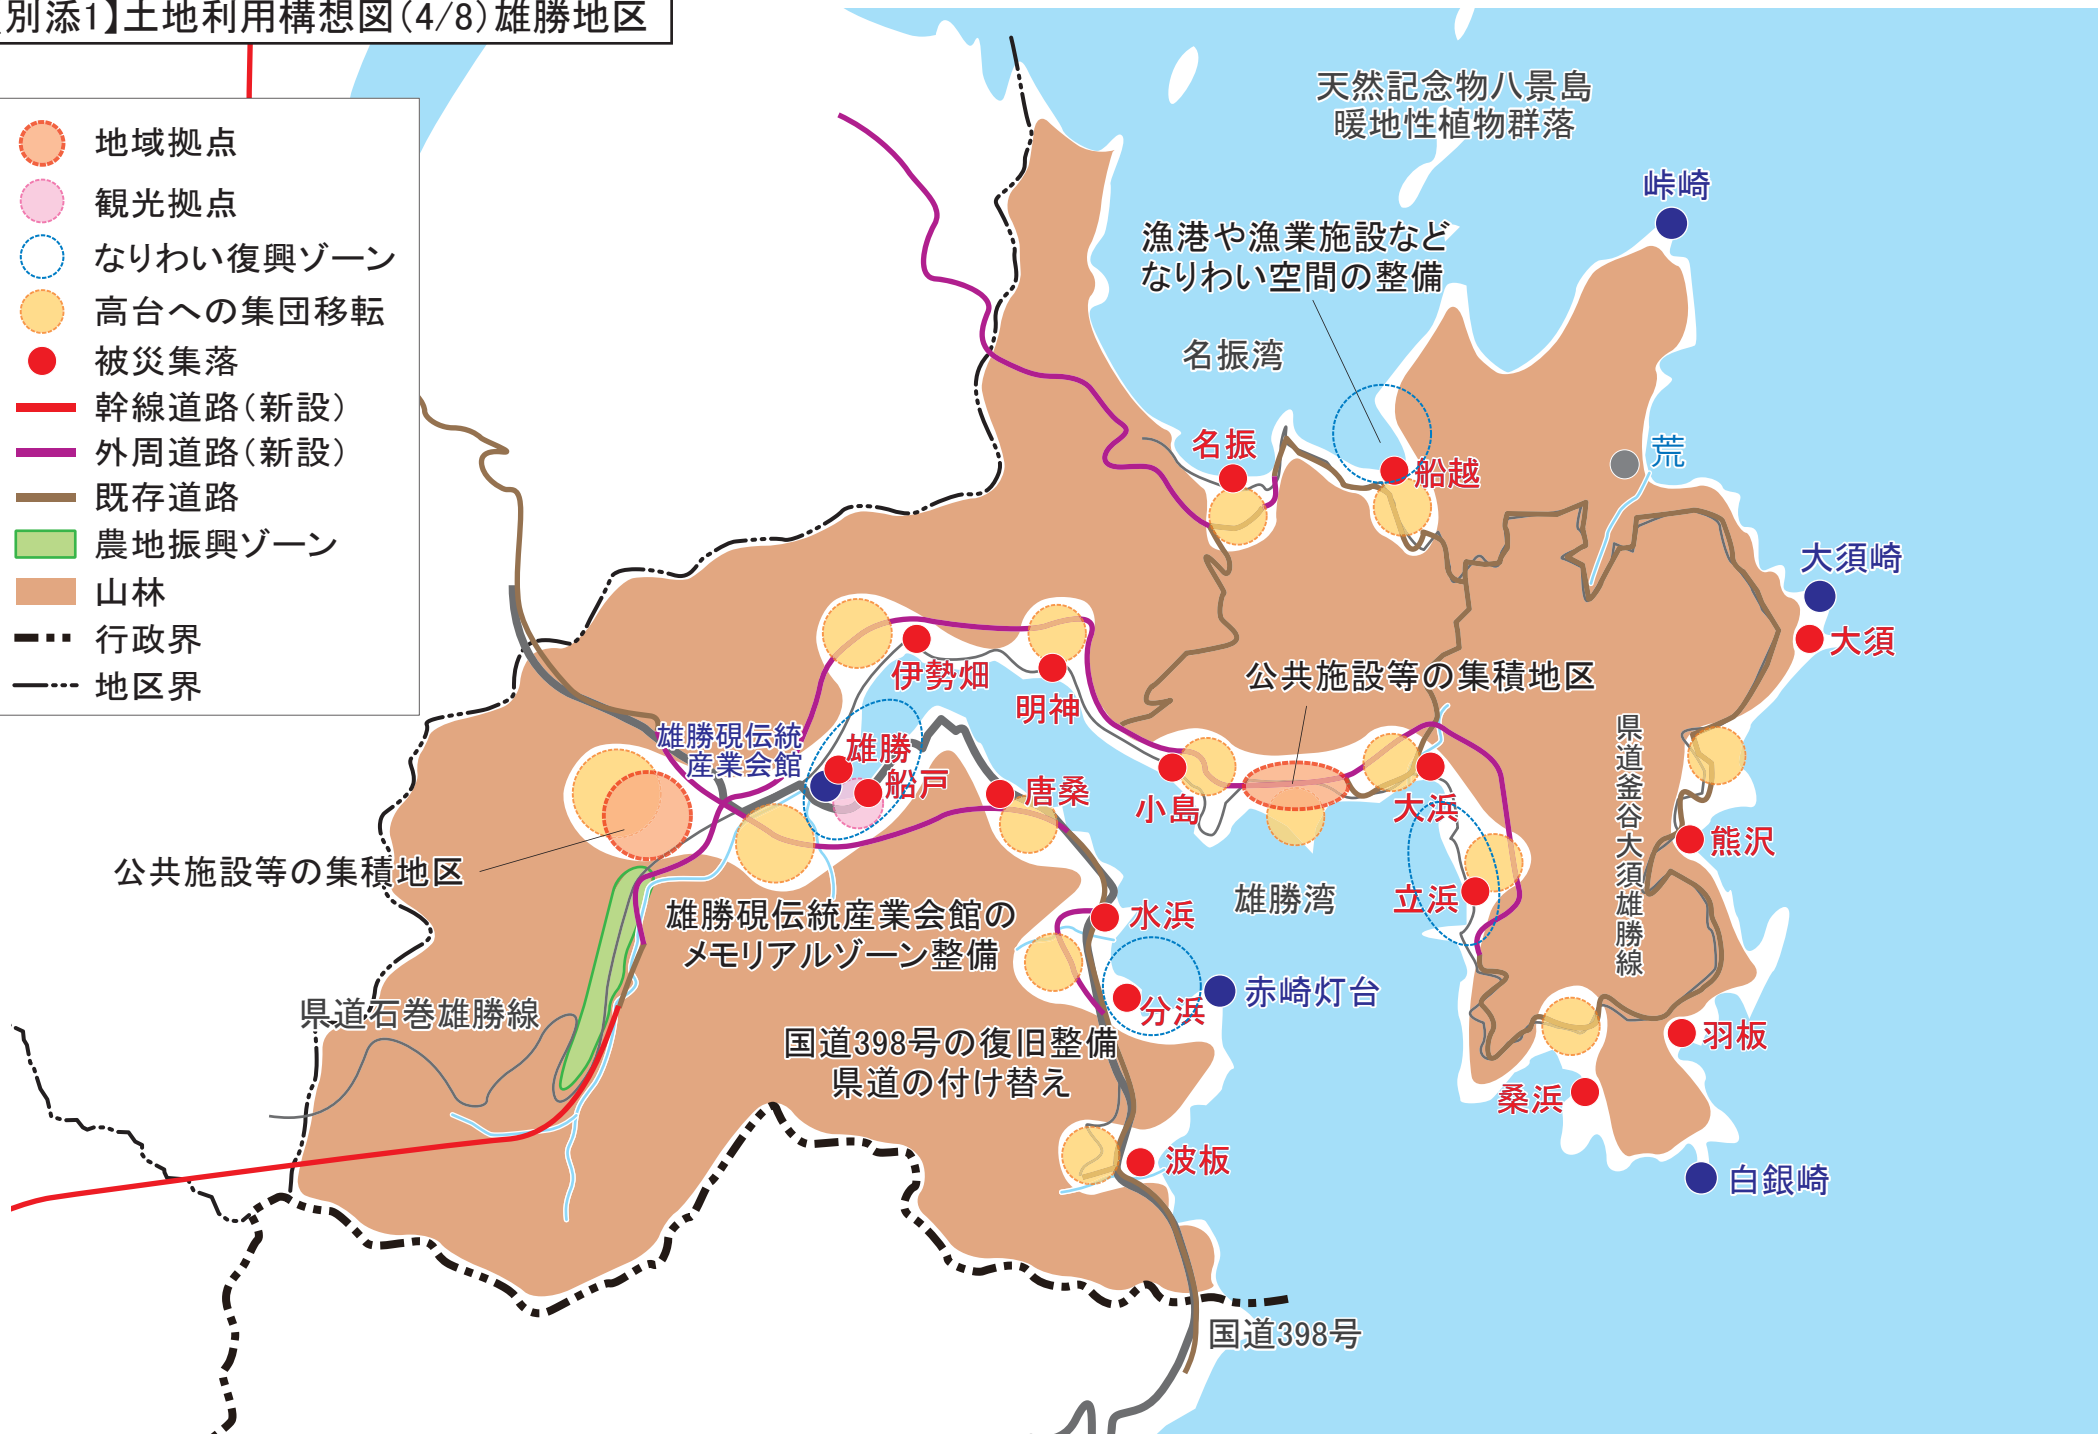 別添1】土地利用構想図(4/8)雄勝地区
地域拠点
観光拠点
なりわい復興ゾーン
高台への集団移転
被災集落
幹線道路(新設)
外周道路(新設)
既存道路
農地振興ゾーン
山林
行政界
地区界
天然記念物八景島
暖地性植物群落
峠崎
漁港や漁業施設など
なりわい空間の整備
名振湾
名振
船越
荒
大須崎
大須
伊勢畑
明神
公共施設等の集積地区
雄勝硯伝統
産業会館
雄勝
船戸
唐桑
小島
大浜
県道釜谷大須雄勝線
熊沢
公共施設等の集積地区
雄勝硯伝統産業会館の
メモリアルゾーン整備
水浜
雄勝湾
立浜
赤崎灯台
分浜
県道石巻雄勝線
国道398号の復旧整備
県道の付け替え
羽板
桑浜
波板
白銀崎
国道398号